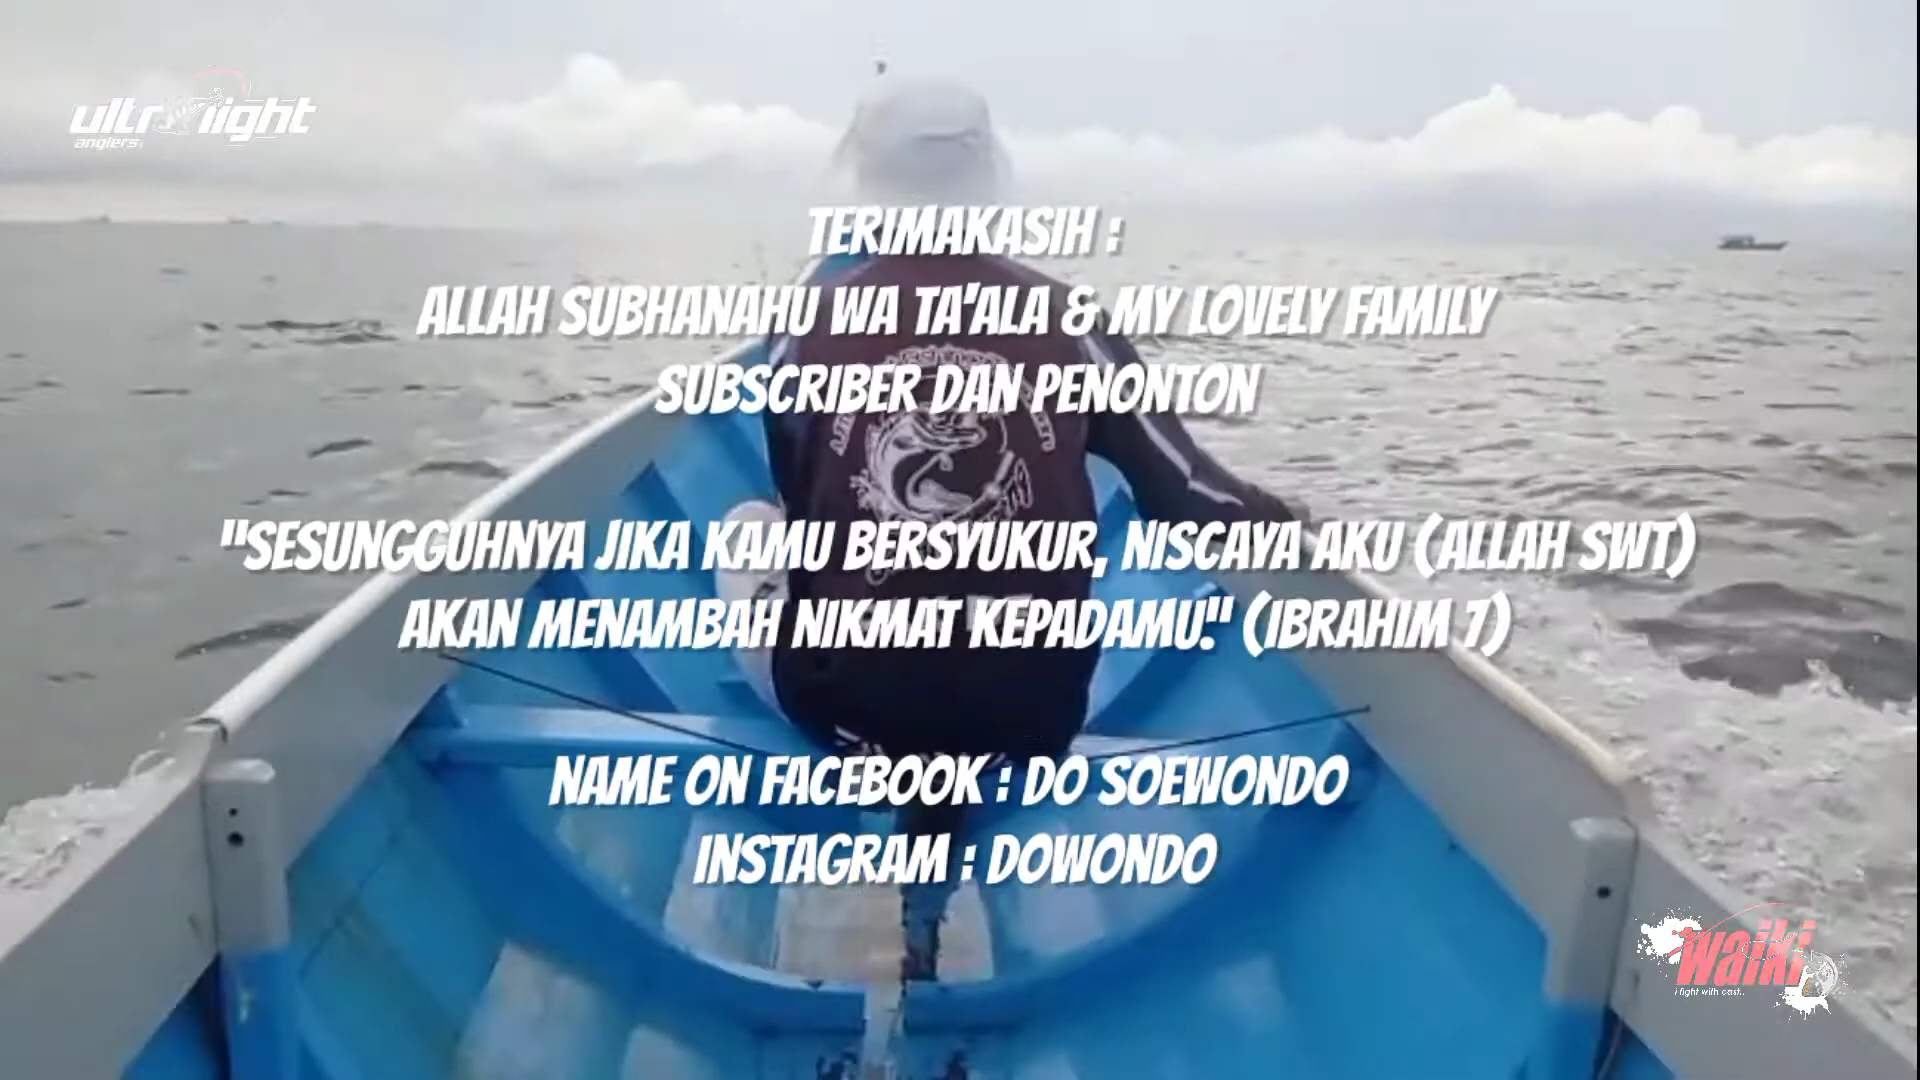 ultralight
anglers
TERIMAKASIH :
ALLAH SUBHANAHU WA TA'ALA & MY LOVELY FAMILY
SUBSCRIBER DAN PENONTON
"SESUNGGUHNYA JIKA KAMU BERSYUKUR, NISCAYA AKU (ALLAH SWT)
AKAN MENAMBAH NIKMAT KEPADAMU." (IBRAHIM 7)
NAME ON FACEBOOK : DO SOEWONDO
INSTAGRAM : DOWONDO
waiki
i fight with cast..